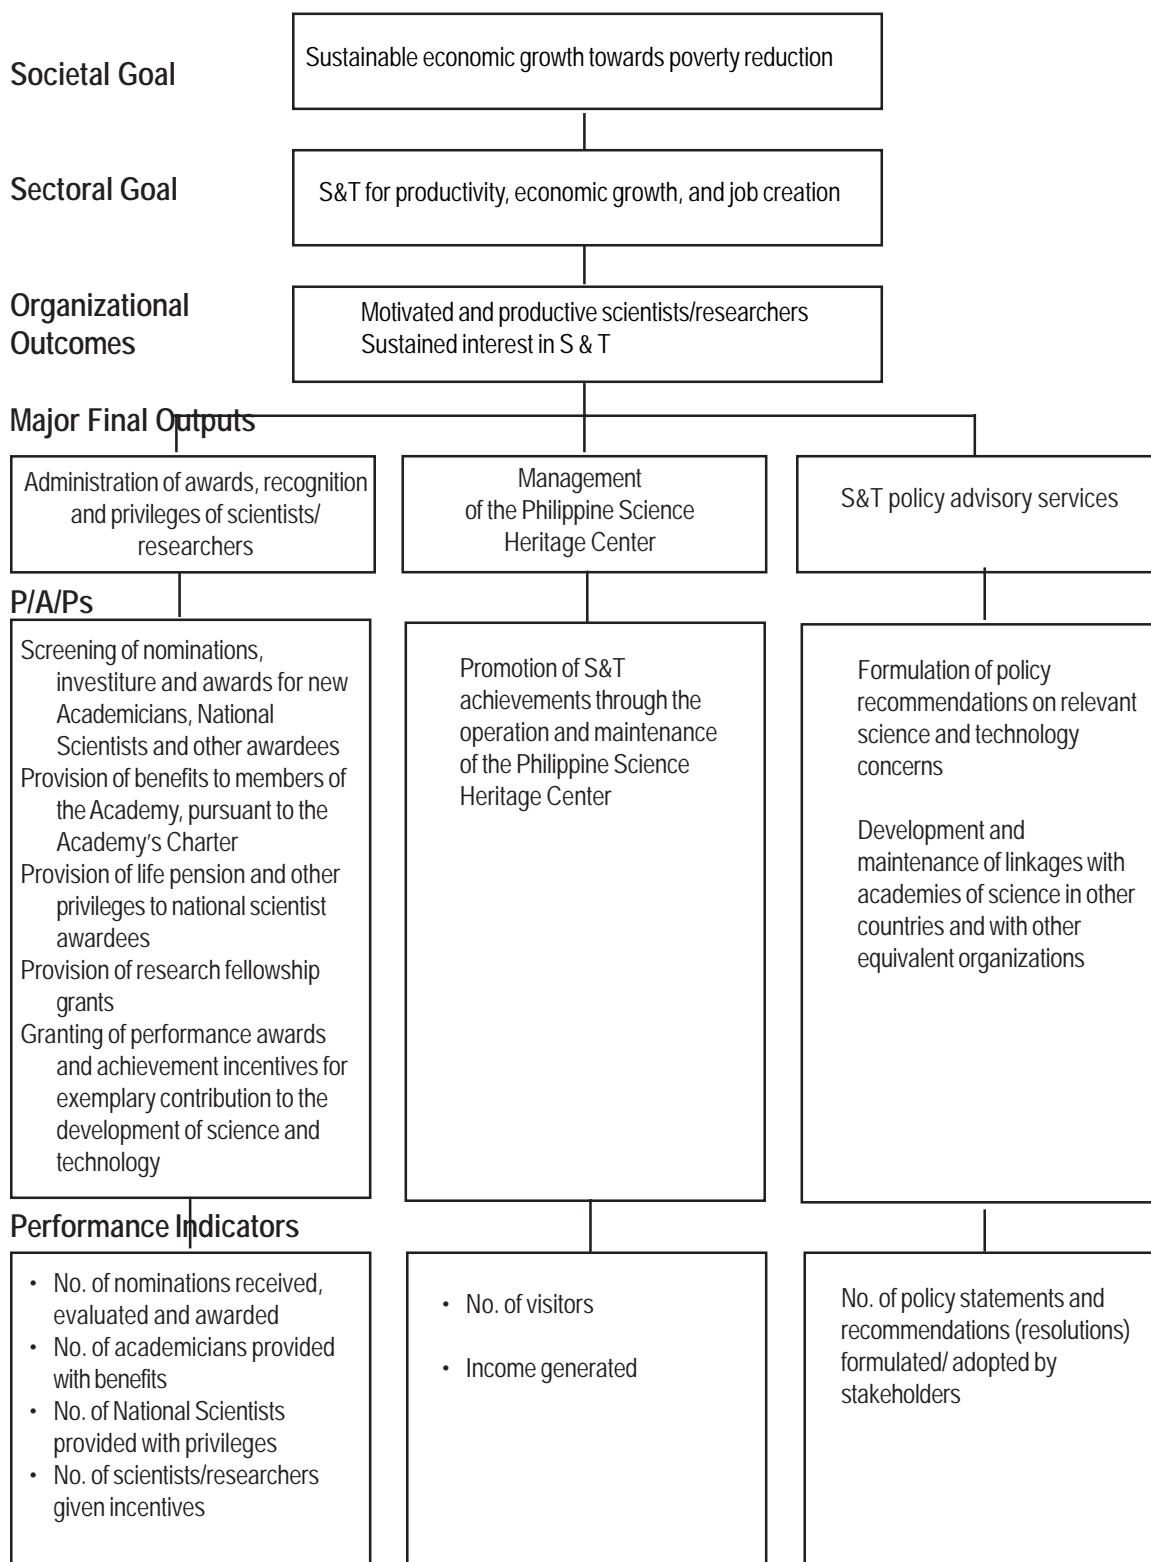 Societal Goal
Sustainable economic growth towards poverty reduction
Sectoral Goal
S&T for productivity, economic growth, and job creation
Organizational
Outcomes
Motivated and productive scientists/researchers
Sustained interest in S & T
Major Final Outputs
Administration of awards, recognition
and privileges of scientists/
researchers
Management
of the Philippine Science
Heritage Center
S&T policy advisory services
P/A/Ps
Screening of nominations,
investiture and awards for new
Academicians, National
Scientists and other awardees
Provision of benefits to members of
the Academy, pursuant to the
Academy's Charter
Provision of life pension and other
privileges to national scientist
awardees
Provision of research fellowship
grants
Granting of performance awards
and achievement incentives for
exemplary contribution to the
development of science and
technology
Promotion of S&T
achievements through the
operation and maintenance
of the Philippine Science
Heritage Center
Formulation of policy
recommendations on relevant
science and technology
concerns
Development and
maintenance of linkages with
academies of science in other
countries and with other
equivalent organizations
Performance Indicators
• No. of nominations received,
evaluated and awarded
• No. of academicians provided
with benefits
• No. of National Scientists
provided with privileges
• No. of scientists/researchers
given incentives
• No. of visitors
• Income generated
No. of policy statements and
recommendations (resolutions)
formulated/ adopted by
stakeholders